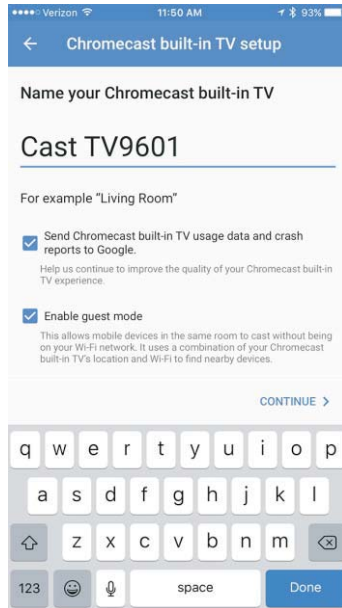 Verizon 11:50 AM 93%
Chromecast built-in TV setup
Name your Chromecast built-in TV
Cast TV9601
For example "Living Room"
Send Chromecast built-in TV usage data and crash
reports to Google.
Help us continue to improve the quality of your Chromecast built-in
TV experience.
Enable guest mode
This allows mobile devices in the same room to cast without being
on your Wi-Fi network. It uses a combination of your Chromecast
built-in TV's location and Wi-Fi to find nearby devices.
CONTINUE >
q w e r t y u i o p
a s d f g h j k l
z x c v b n m
123 space Done